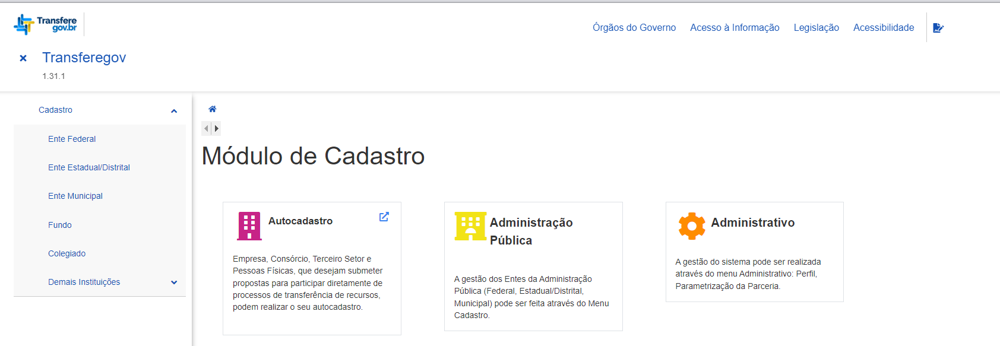 Transfere
gov.br
Órgãos do Governo
Acesso à Informação
Legislação
Acessibilidade
Transferegov
1.31.1
Cadastro
Ente Federal
Ente Estadual/Distrital
Ente Municipal
Fundo
Colegiado
Demais Instituições
Módulo de Cadastro
Autocadastro
Empresa, Consórcio, Terceiro Setor e
Pessoas Físicas, que desejam submeter
propostas para participar diretamente de
processos de transferência de recursos,
podem realizar o seu autocadastro.
Administração
Pública
A gestão dos Entes da Administração
Pública (Federal, Estadual/Distrital,
Municipal) pode ser feita através do Menu
Cadastro.
Administrativo
A gestão do sistema pode ser realizada
através do menu Administrativo: Perfil,
Parametrização da Parceria.